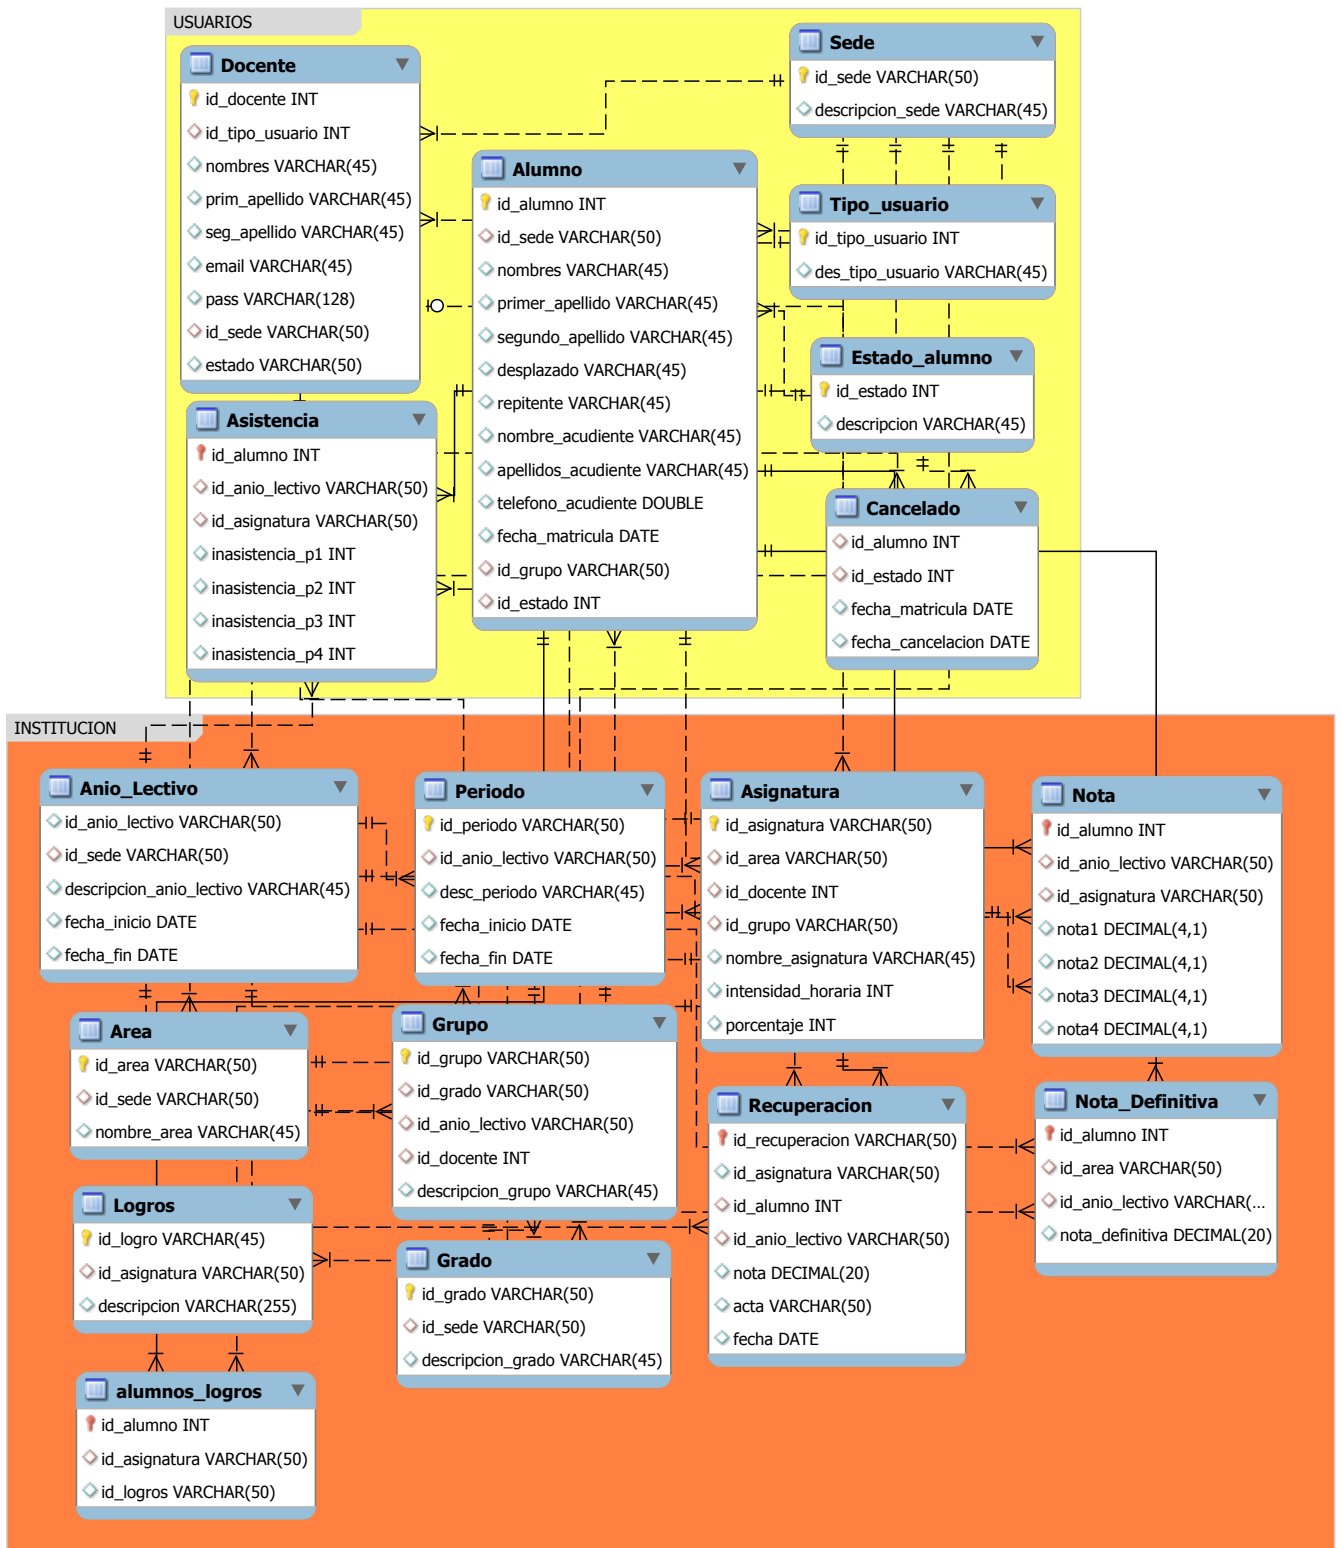 USUARIOS
Docente
id_docente INT
id_tipo_usuario INT
nombres VARCHAR(45)
prim_apellido VARCHAR(45)
seg_apellido VARCHAR(45)
email VARCHAR(45)
pass VARCHAR(128)
id_sede VARCHAR(50)
estado VARCHAR(50)
Sede
id_sede VARCHAR(50)
descripcion_sede VARCHAR(45)
Alumno
id_alumno INT
id_sede VARCHAR(50)
nombres VARCHAR(45)
primer_apellido VARCHAR(45)
segundo_apellido VARCHAR(45)
desplazado VARCHAR(45)
repitente VARCHAR(45)
nombre_acudiente VARCHAR(45)
apellidos_acudiente VARCHAR(45)
telefono_acudiente DOUBLE
fecha_matricula DATE
id_grupo VARCHAR(50)
id_estado INT
Tipo_usuario
id_tipo_usuario INT
des_tipo_usuario VARCHAR(45)
Estado_alumno
id_estado INT
descripcion VARCHAR(45)
Asistencia
id_alumno INT
id_anio_lectivo VARCHAR(50)
id_asignatura VARCHAR(50)
inasistencia_p1 INT
inasistencia_p2 INT
inasistencia_p3 INT
inasistencia_p4 INT
Cancelado
id_alumno INT
id_estado INT
fecha_matricula DATE
fecha_cancelacion DATE
INSTITUCION
Anio_Lectivo
id_anio_lectivo VARCHAR(50)
id_sede VARCHAR(50)
descripcion_anio_lectivo VARCHAR(45)
fecha_inicio DATE
fecha_fin DATE
Periodo
id_periodo VARCHAR(50)
id_anio_lectivo VARCHAR(50)
desc_periodo VARCHAR(45)
fecha_inicio DATE
fecha_fin DATE
Asignatura
id_asignatura VARCHAR(50)
id_area VARCHAR(50)
id_docente INT
id_grupo VARCHAR(50)
nombre_asignatura VARCHAR(45)
intensidad_horaria INT
porcentaje INT
Nota
id_alumno INT
id_anio_lectivo VARCHAR(50)
id_asignatura VARCHAR(50)
nota1 DECIMAL(4,1)
nota2 DECIMAL(4,1)
nota3 DECIMAL(4,1)
nota4 DECIMAL(4,1)
Area
id_area VARCHAR(50)
id_sede VARCHAR(50)
nombre_area VARCHAR(45)
Grupo
id_grupo VARCHAR(50)
id_grado VARCHAR(50)
id_anio_lectivo VARCHAR(50)
id_docente INT
descripcion_grupo VARCHAR(45)
Recuperacion
id_recuperacion VARCHAR(50)
id_asignatura VARCHAR(50)
id_alumno INT
id_anio_lectivo VARCHAR(50)
nota DECIMAL(20)
acta VARCHAR(50)
fecha DATE
Nota_Definitiva
id_alumno INT
id_area VARCHAR(50)
id_anio_lectivo VARCHAR(...
nota_definitiva DECIMAL(20)
Logros
id_logro VARCHAR(45)
id_asignatura VARCHAR(50)
descripcion VARCHAR(255)
Grado
id_grado VARCHAR(50)
id_sede VARCHAR(50)
descripcion_grado VARCHAR(45)
alumnos_logros
id_alumno INT
id_asignatura VARCHAR(50)
id_logros VARCHAR(50)